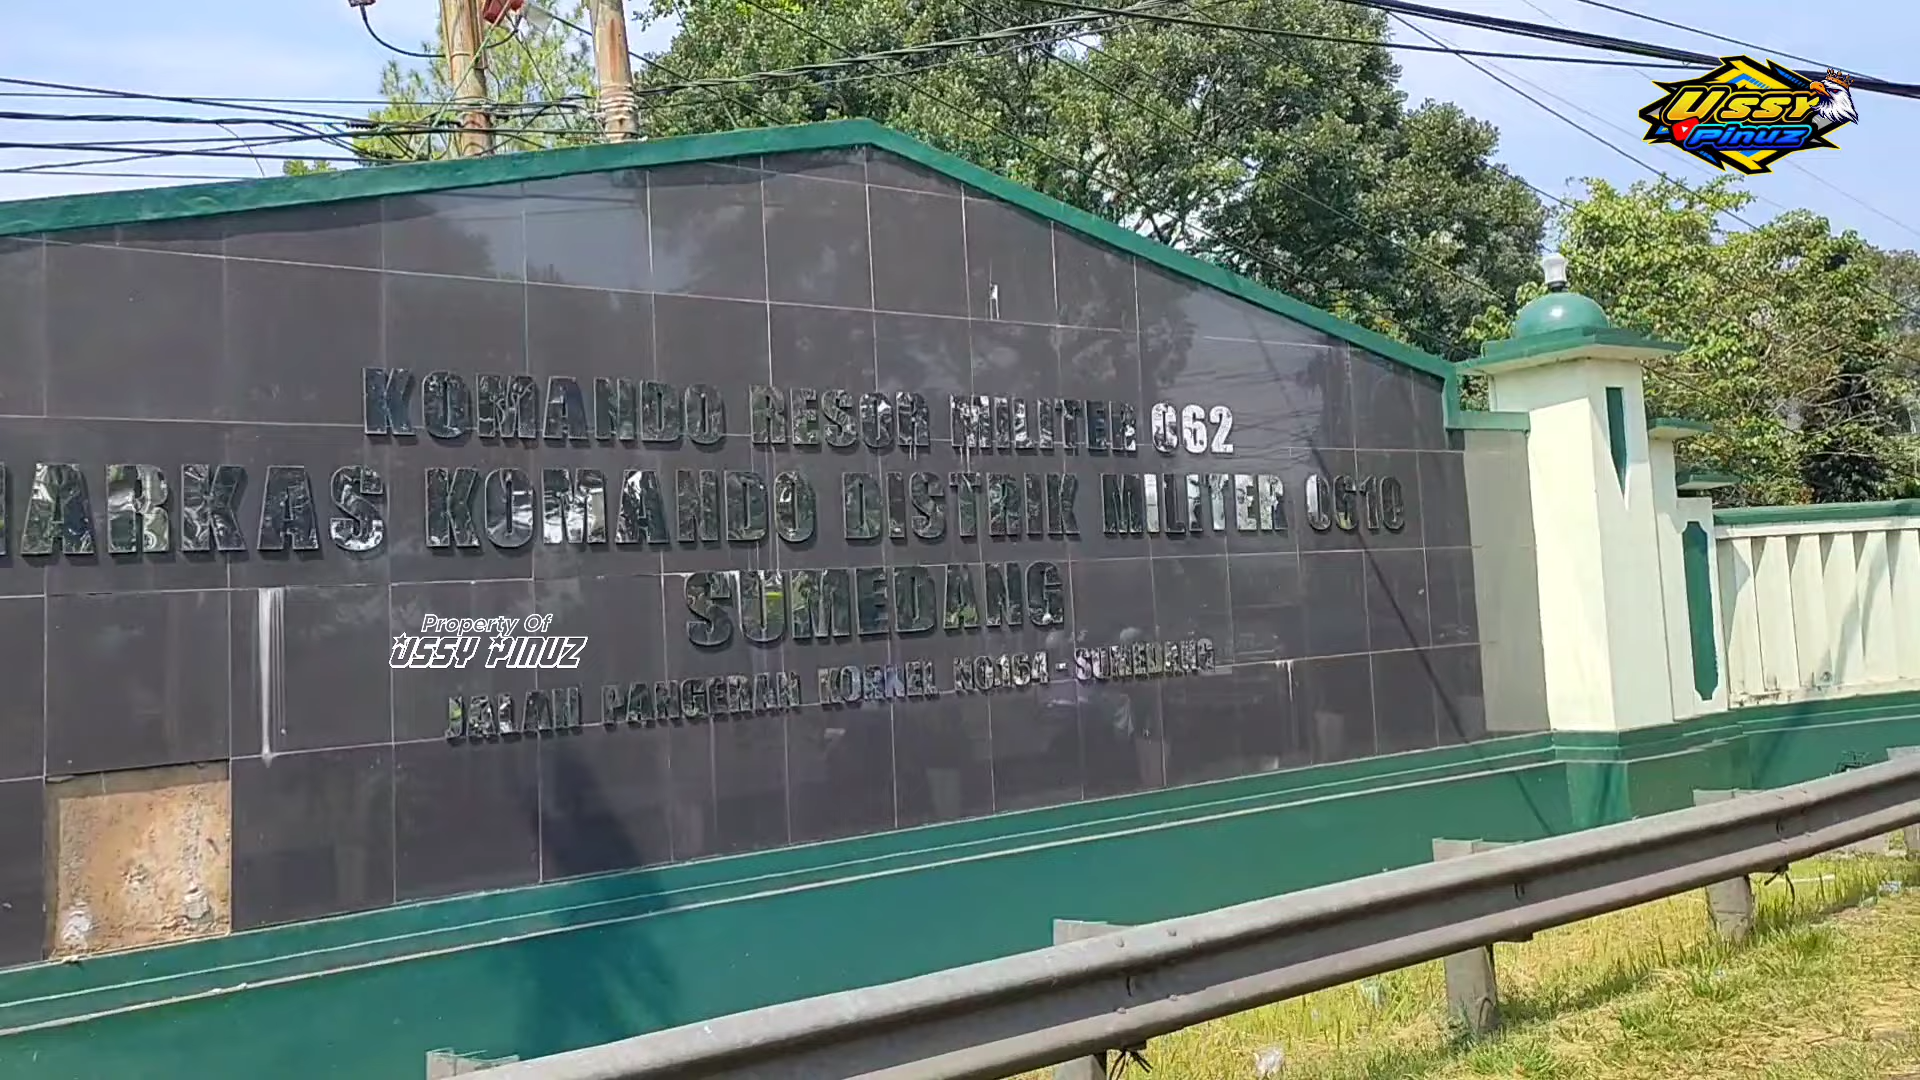 Ussy
Pinuz
KOMANDO RESOR MILITER 062
MARKAS KOMANDO DISTRIK MILITER 0610
SUMEDANG
Property Of
USSY PINUZ
JALAN PANGERAN KORNEL NO.164 - SUMEDANG